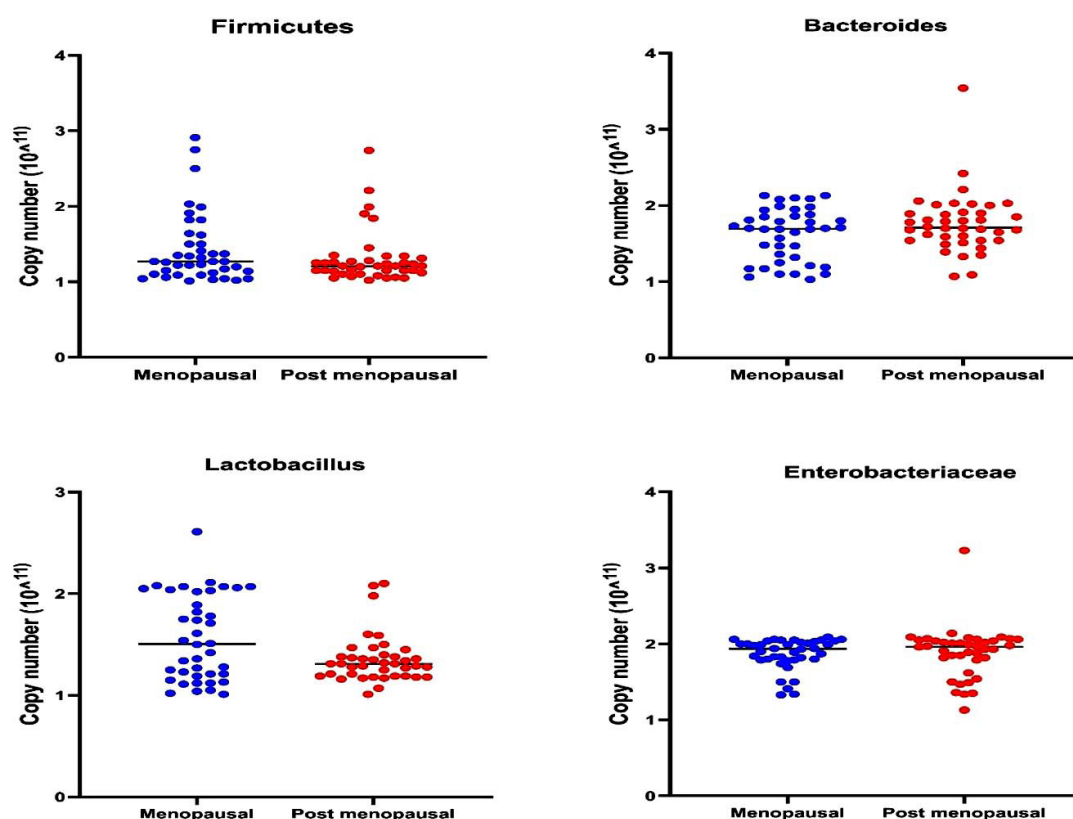 Firmicutes
4
3
2
1
0
Copy number (10^11)
Menopausal Post menopausal
Bacteroides
4
3
2
1
0
Copy number (10^11)
Menopausal Post menopausal
Lactobacillus
3
2
1
0
Copy number (10^11)
Menopausal Post menopausal
Enterobacteriaceae
4
3
2
1
0
Copy number (10^11)
Menopausal Post menopausal